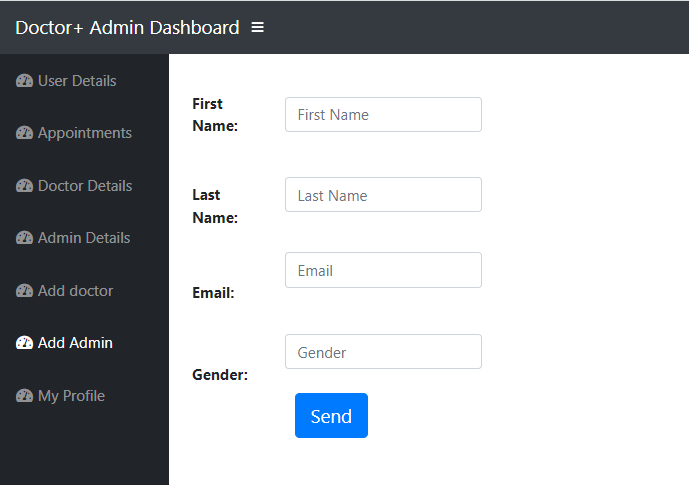 Doctor+ Admin Dashboard
User Details
Appointments
Doctor Details
Admin Details
Add doctor
Add Admin
My Profile
First
Name:
First Name
Last
Name:
Last Name
Email:
Email
Gender:
Gender
Send